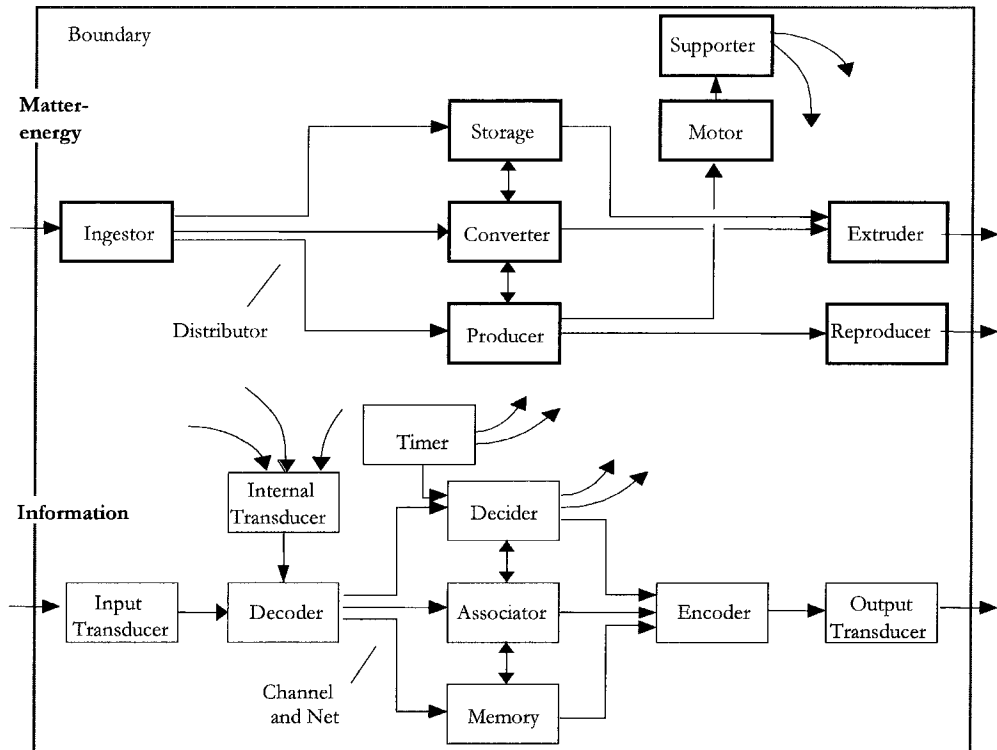 Boundary
Supporter
Matter-
energy
Storage
Motor
Ingestor
Converter
Extruder
Distributor
Producer
Reproducer
Timer
Internal
Transducer
Information
Decider
Input
Transducer
Decoder
Associator
Encoder
Output
Transducer
Channel
and Net
Memory